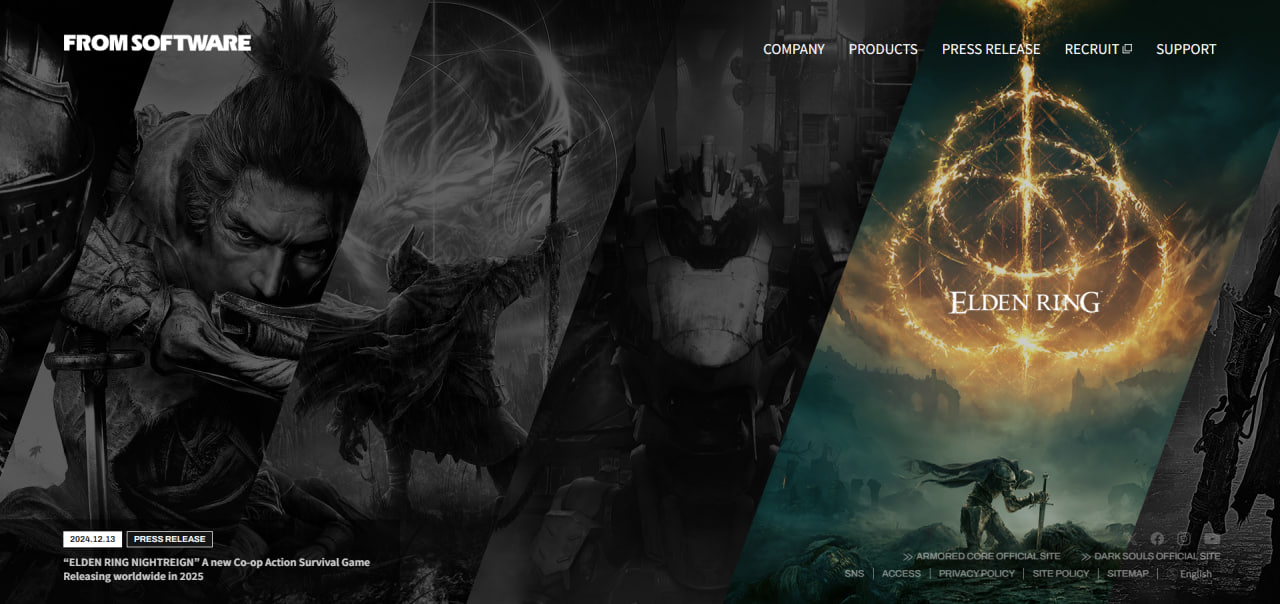 FROMSOFTWARE
COMPANY PRODUCTS PRESS RELEASE RECRUIT SUPPORT
ELDEN RING
2024.12.13 PRESS RELEASE
“ELDEN RING NIGHTREIGN” A new Co-op Action Survival Game
Releasing worldwide in 2025
ARMORED CORE OFFICIAL SITE DARK SOULS OFFICIAL SITE
SNS ACCESS PRIVACY POLICY SITE POLICY SITEMAP English